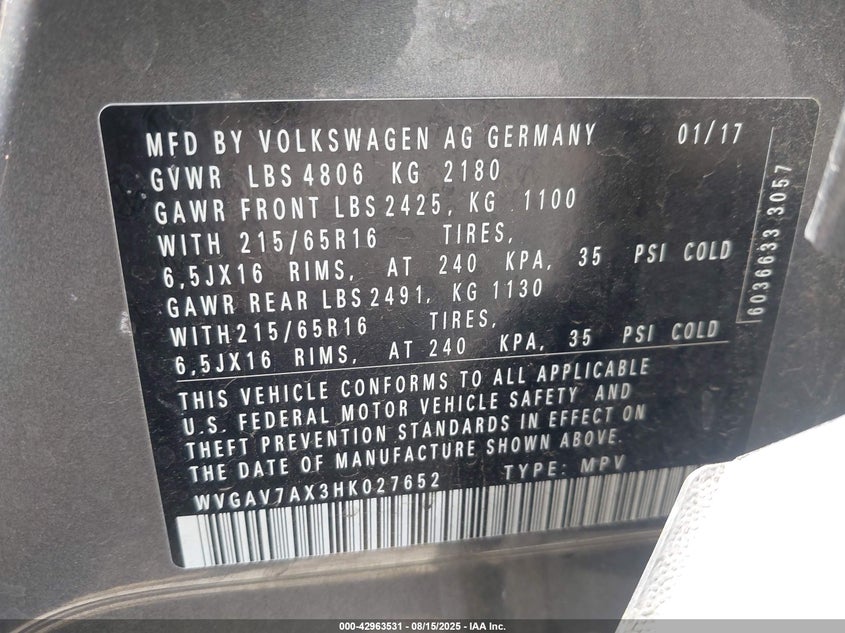 MFD BY VOLKSWAGEN AG GERMANY 01/17
GVWR LBS 4806 KG 2180
GAWR FRONT LBS 2425, KG 1100
WITH 215/65R16 TIRES,
6,5JX16 RIMS, AT 240 KPA, 35 PSI COLD
GAWR REAR LBS 2491, KG 1130
WITH 215/65R16 TIRES,
6,5JX16 RIMS, AT 240 KPA, 35 PSI COLD
THIS VEHICLE CONFORMS TO ALL APPLICABLE
U.S. FEDERAL MOTOR VEHICLE SAFETY AND
THEFT PREVENTION STANDARDS IN EFFECT ON
THE DATE OF MANUFACTURE SHOWN ABOVE.
WVGAV7AX3HK027652 TYPE: MPV
6036633 3057
000-42963531 - 08/15/2025 - IAA Inc.